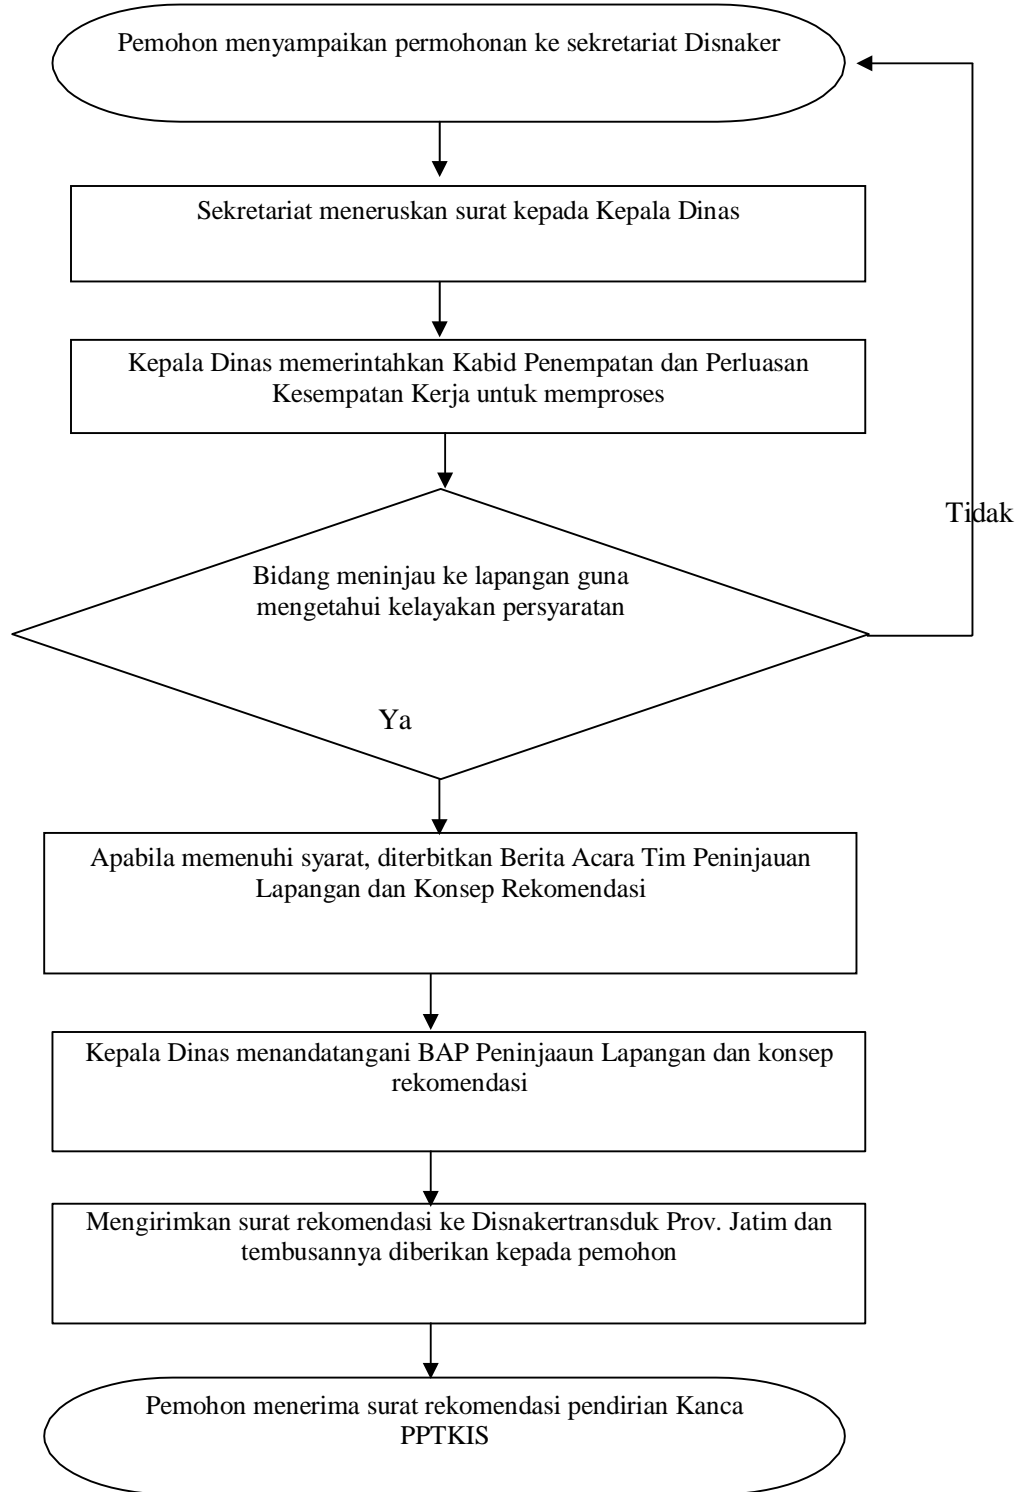 Pemohon menyampaikan permohonan ke sekretariat Disnaker
Sekretariat meneruskan surat kepada Kepala Dinas
Kepala Dinas memerintahkan Kabid Penempatan dan Perluasan
Kesempatan Kerja untuk memproses
Tidak
Bidang meninjau ke lapangan guna
mengetahui kelayakan persyaratan
Ya
Apabila memenuhi syarat, diterbitkan Berita Acara Tim Peninjauan
Lapangan dan Konsep Rekomendasi
Kepala Dinas menandatangani BAP Peninjaaun Lapangan dan konsep
rekomendasi
Mengirimkan surat rekomendasi ke Disnakertransduk Prov. Jatim dan
tembusannya diberikan kepada pemohon
Pemohon menerima surat rekomendasi pendirian Kanca
PPTKIS